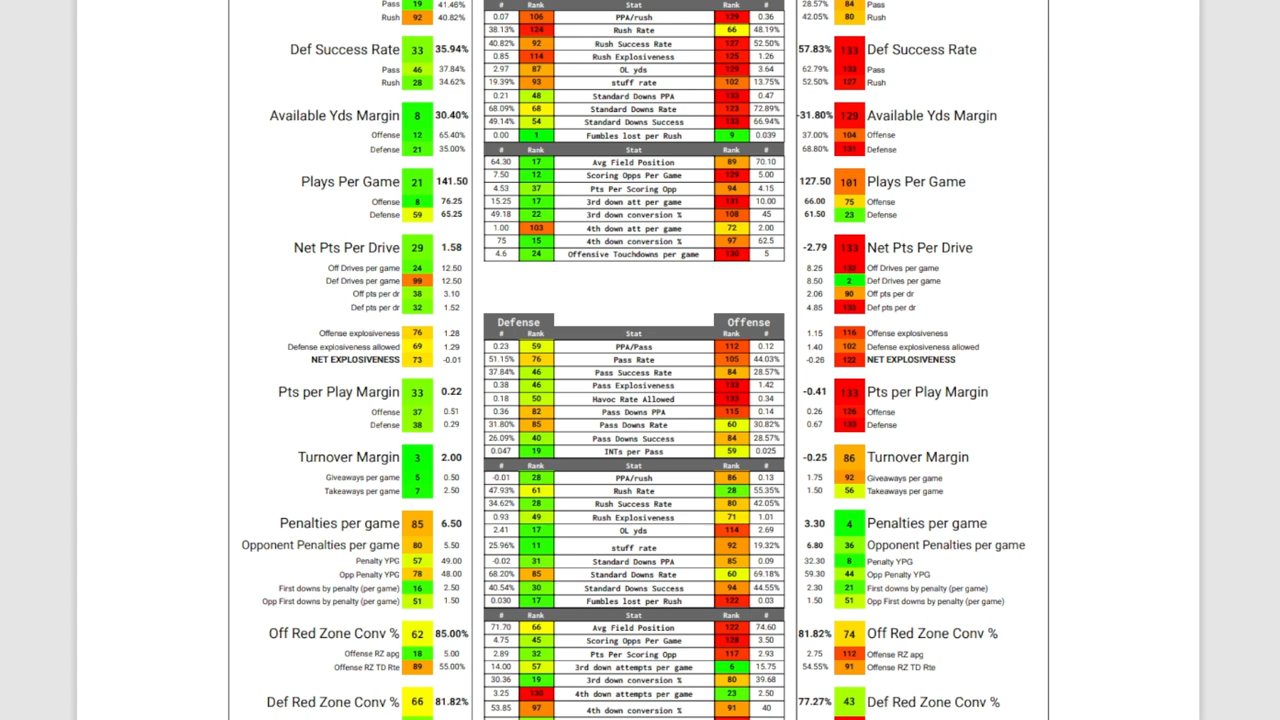 Pass 19 41.46%
Rush 92 40.82%
Def Success Rate 33 35.94%
Pass 46 37.84%
Rush 28 34.62%
Available Yds Margin 8 30.40%
Offense 12 65.40%
Defense 21 35.00%
Plays Per Game 21 141.50
Offense 8 76.25
Defense 59 65.25
Net Pts Per Drive 29 1.58
Off Drives per game 24 12.50
Def Drives per game 99 12.50
Off pts per dr 38 3.10
Def pts per dr 32 1.52
Offense explosiveness 76 1.28
Defense explosiveness allowed 69 1.29
NET EXPLOSIVENESS 73 -0.01
Pts per Play Margin 33 0.22
Offense 37 0.51
Defense 38 0.29
Turnover Margin 3 2.00
Giveaways per game 5 0.50
Takeaways per game 7 2.50
Penalties per game 85 6.50
Opponent Penalties per game 80 5.50
Penalty YPG 57 49.00
Opp Penalty YPG 78 48.00
First downs by penalty (per game) 16 2.50
Opp First downs by penalty (per game) 51 1.50
Off Red Zone Conv % 62 85.00%
Offense RZ apg 18 5.00
Offense RZ TD Rte 89 55.00%
Def Red Zone Conv % 66 81.82%
# Rank Stat Rank #
0.07 106 PPA/rush 129 0.36
38.13% 124 Rush Rate 66 48.19%
40.82% 92 Rush Success Rate 127 52.50%
0.85 114 Rush Explosiveness 125 1.26
2.97 87 OL yds 129 3.64
19.39% 93 stuff rate 102 13.75%
0.21 48 Standard Downs PPA 133 0.47
68.09% 68 Standard Downs Rate 123 72.89%
49.14% 54 Standard Downs Success 133 66.94%
0.00 1 Fumbles lost per Rush 9 0.039
# Rank Stat Rank #
64.30 17 Avg Field Position 89 70.10
7.50 12 Scoring Opps Per Game 129 5.00
4.53 37 Pts Per Scoring Opp 94 4.15
15.25 17 3rd down att per game 131 10.00
49.18 22 3rd down conversion % 108 45
1.00 103 4th down att per game 72 2.00
75 15 4th down conversion % 97 62.5
4.6 24 Offensive Touchdowns per game 130 5
Defense Offense
# Rank Stat Rank #
0.23 59 PPA/Pass 112 0.12
51.15% 76 Pass Rate 105 44.03%
37.84% 46 Pass Success Rate 84 28.57%
0.38 46 Pass Explosiveness 133 1.42
0.18 50 Havoc Rate Allowed 133 0.34
0.36 82 Pass Downs PPA 115 0.14
31.80% 85 Pass Downs Rate 60 30.82%
26.09% 40 Pass Downs Success 84 28.57%
0.047 19 INTs per Pass 59 0.025
# Rank Stat Rank #
-0.01 28 PPA/rush 86 0.13
47.93% 61 Rush Rate 28 55.35%
34.62% 28 Rush Success Rate 80 42.05%
0.93 49 Rush Explosiveness 71 1.01
2.41 17 OL yds 114 2.69
25.96% 11 stuff rate 92 19.32%
-0.02 31 Standard Downs PPA 85 0.09
68.20% 85 Standard Downs Rate 60 69.18%
40.54% 30 Standard Downs Success 94 44.55%
0.030 17 Fumbles lost per Rush 122 0.03
# Rank Stat Rank #
71.70 66 Avg Field Position 122 74.60
4.75 45 Scoring Opps Per Game 128 3.50
2.89 32 Pts Per Scoring Opp 117 2.93
14.00 57 3rd down attempts per game 6 15.75
30.36 19 3rd down conversion % 80 39.68
3.25 130 4th down attempts per game 23 2.50
53.85 97 4th down conversion % 91 40
28.57% 84 Pass
42.05% 80 Rush
57.83% 133 Def Success Rate
62.79% 133 Pass
52.50% 127 Rush
-31.80% 129 Available Yds Margin
37.00% 104 Offense
68.80% 131 Defense
127.50 101 Plays Per Game
66.00 75 Offense
61.50 23 Defense
-2.79 133 Net Pts Per Drive
8.25 132 Off Drives per game
8.50 2 Def Drives per game
2.06 90 Off pts per dr
4.85 133 Def pts per dr
1.15 116 Offense explosiveness
1.40 102 Defense explosiveness allowed
-0.26 122 NET EXPLOSIVENESS
-0.41 133 Pts per Play Margin
0.26 126 Offense
0.67 133 Defense
-0.25 86 Turnover Margin
1.75 92 Giveaways per game
1.50 56 Takeaways per game
3.30 4 Penalties per game
6.80 36 Opponent Penalties per game
32.30 8 Penalty YPG
59.30 44 Opp Penalty YPG
2.30 21 First downs by penalty (per game)
1.50 51 Opp First downs by penalty (per game)
81.82% 74 Off Red Zone Conv %
2.75 112 Offense RZ apg
54.55% 91 Offense RZ TD Rte
77.27% 43 Def Red Zone Conv %